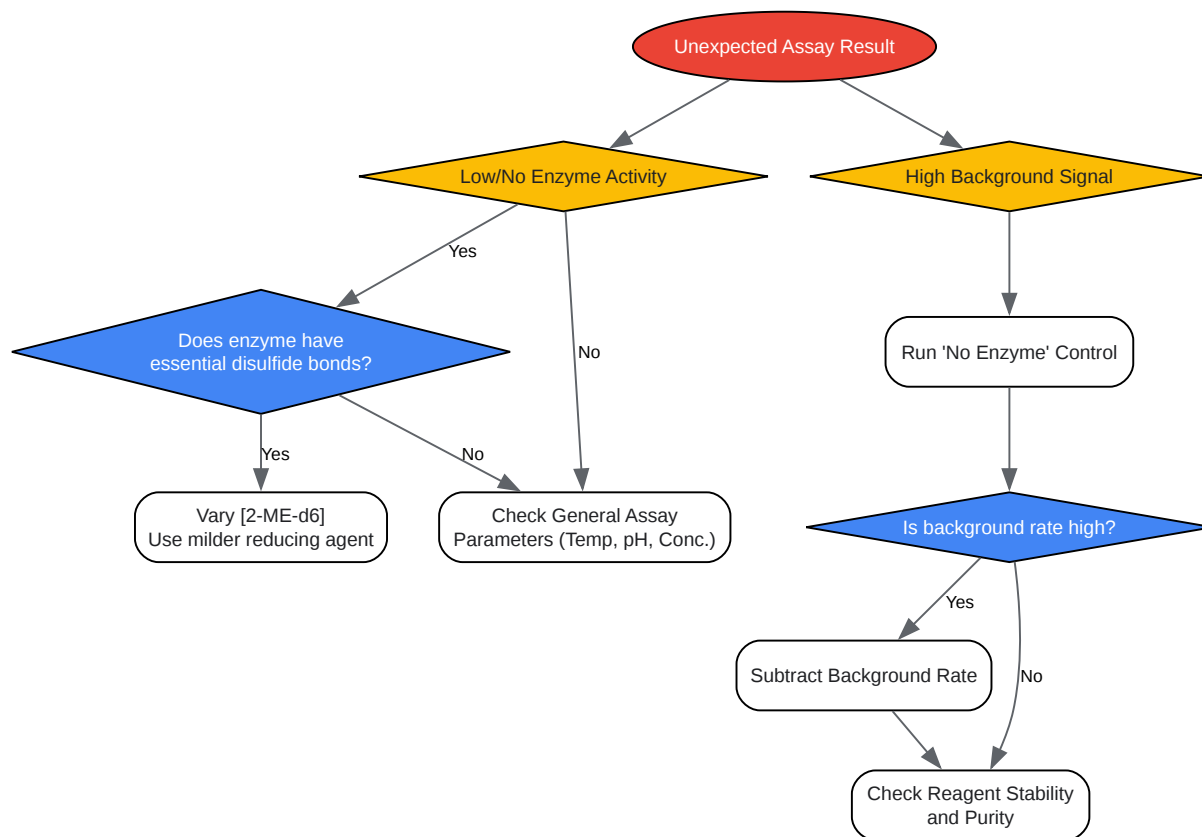 Unexpected Assay Result
Low/No Enzyme Activity
High Background Signal
Yes
No
Does enzyme have
essential disulfide bonds?
Run 'No Enzyme' Control
Yes
No
Vary [2-ME-d6]
Use milder reducing agent
Check General Assay
Parameters (Temp, pH, Conc.)
Is background rate high?
Yes
No
Subtract Background Rate
Check Reagent Stability
and Purity